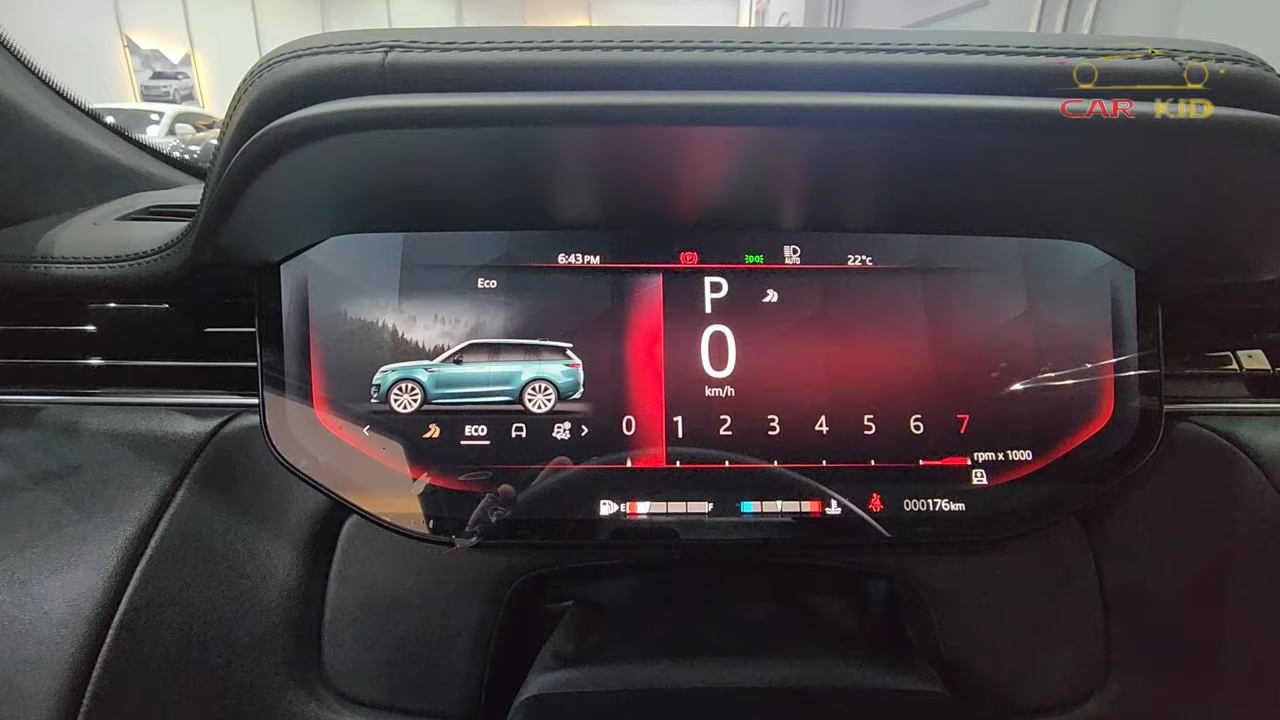 CAR KID
6:43 PM
AUTO
22°C
Eco
P
0
km/h
ECO
0 1 2 3 4 5 6 7
rpm x 1000
E F
000176km